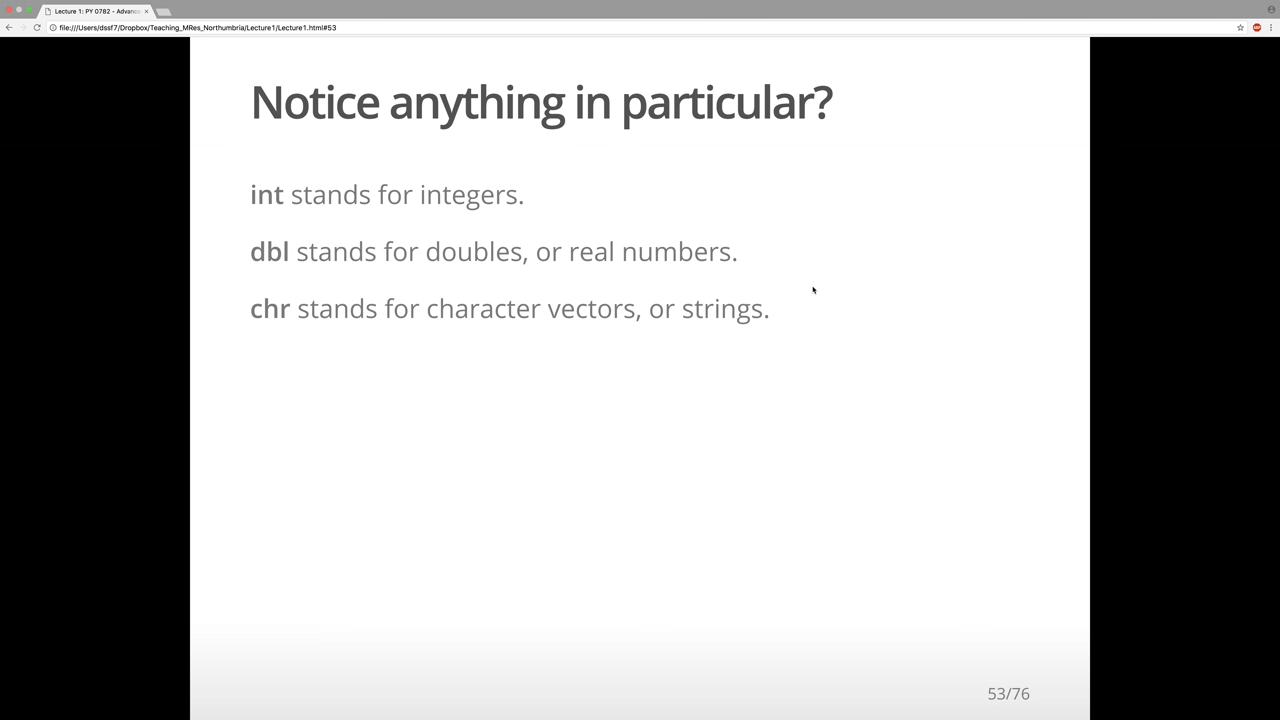 Lecture 1: PY 0782 - Advanc
file:///Users/dssf7/Dropbox/Teaching_MRes_Northumbria/Lecture1/Lecture1.html#53
Notice anything in particular?
int stands for integers.
dbl stands for doubles, or real numbers.
chr stands for character vectors, or strings.
53/76